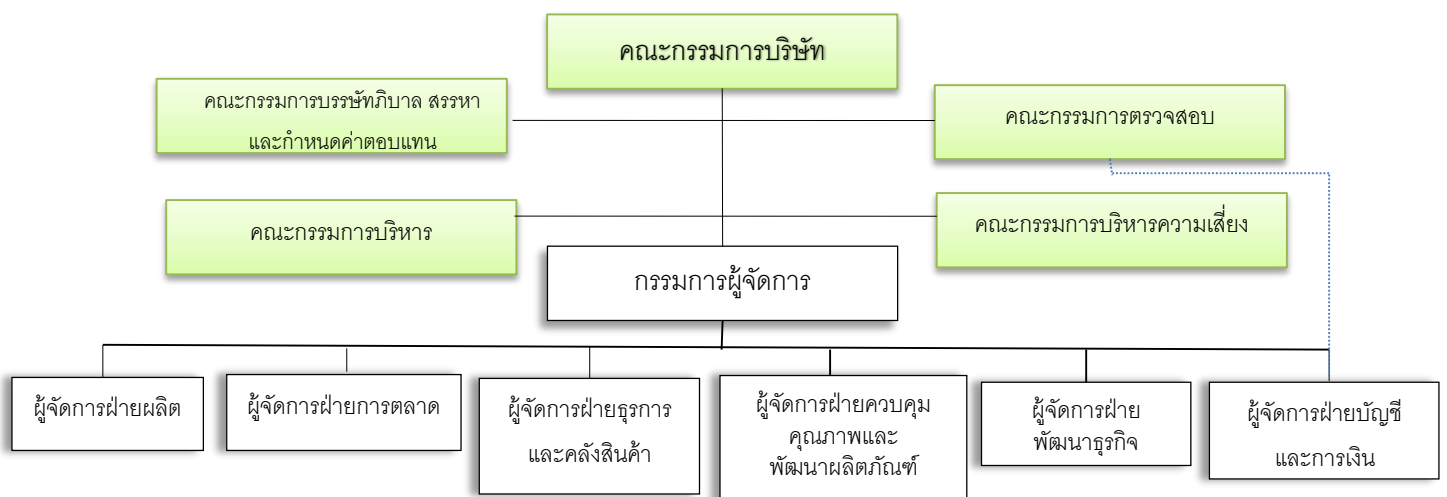 คณะกรรมการบริษัท
คณะกรรมการบรรษัทภิบาล สรรหา
และกำหนดค่าตอบแทน
คณะกรรมการตรวจสอบ
คณะกรรมการบริหาร
คณะกรรมการบริหารความเสี่ยง
กรรมการผู้จัดการ
ผู้จัดการฝ่ายผลิต
ผู้จัดการฝ่ายการตลาด
ผู้จัดการฝ่ายธุรการ
และคลังสินค้า
ผู้จัดการฝ่ายควบคุม
คุณภาพและ
พัฒนาผลิตภัณฑ์
ผู้จัดการฝ่าย
พัฒนาธุรกิจ
ผู้จัดการฝ่ายบัญชี
และการเงิน